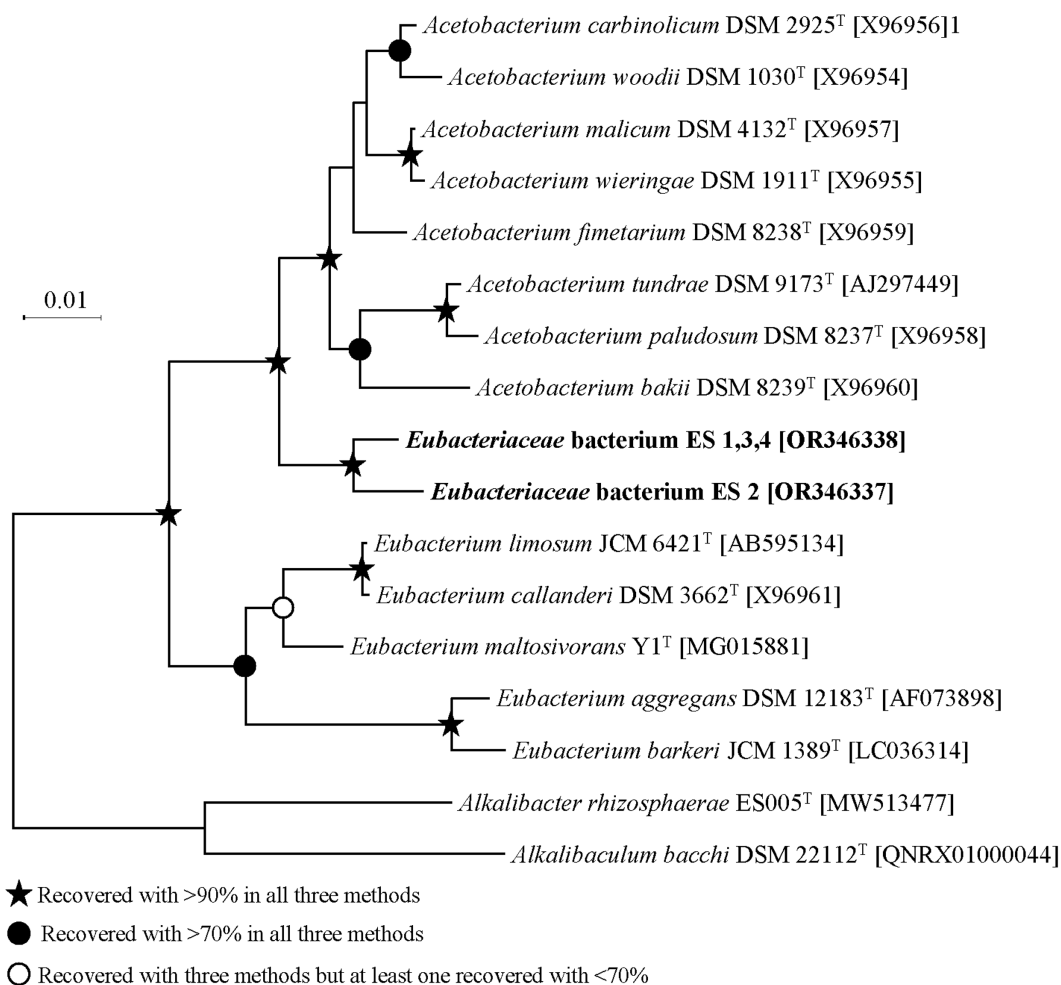 Acetobacterium carbinolicum DSM 2925ᵀ [X96956]1
Acetobacterium woodii DSM 1030ᵀ [X96954]
Acetobacterium malicum DSM 4132ᵀ [X96957]
Acetobacterium wieringae DSM 1911ᵀ [X96955]
Acetobacterium fimetarium DSM 8238ᵀ [X96959]
Acetobacterium tundrae DSM 9173ᵀ [AJ297449]
0.01
Acetobacterium paludosum DSM 8237ᵀ [X96958]
Acetobacterium bakii DSM 8239ᵀ [X96960]
Eubacteriaceae bacterium ES 1,3,4 [OR346338]
Eubacteriaceae bacterium ES 2 [OR346337]
Eubacterium limosum JCM 6421ᵀ [AB595134]
Eubacterium callanderi DSM 3662ᵀ [X96961]
Eubacterium maltosivorans Y1ᵀ [MG015881]
Eubacterium aggregans DSM 12183ᵀ [AF073898]
Eubacterium barkeri JCM 1389ᵀ [LC036314]
Alkalibacter rhizosphaerae ES005ᵀ [MW513477]
Alkalibaculum bacchi DSM 22112ᵀ [QNRX01000044]
Recovered with >90% in all three methods
Recovered with >70% in all three methods
Recovered with three methods but at least one recovered with <70%